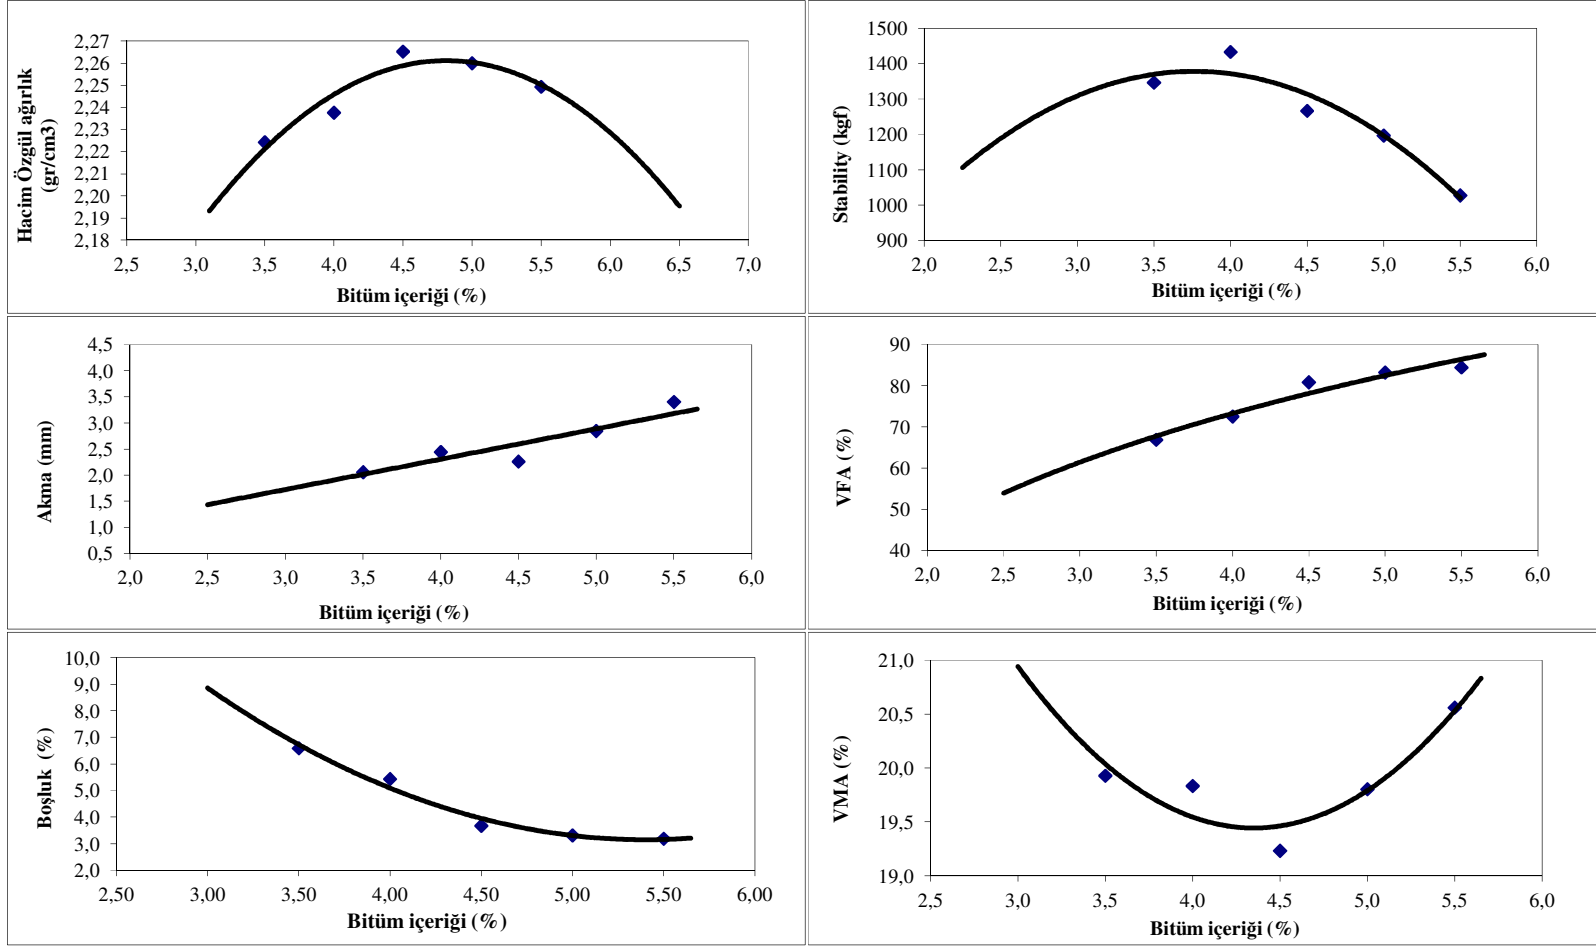 Hacim Özgül ağırlık
(gr/cm3)
2,27
2,26
2,25
2,24
2,23
2,22
2,21
2,20
2,19
2,18
2,5 3,0 3,5 4,0 4,5 5,0 5,5 6,0 6,5 7,0
Bitüm içeriği (%)
Stability (kgf)
1500
1400
1300
1200
1100
1000
900
2,0 2,5 3,0 3,5 4,0 4,5 5,0 5,5 6,0
Bitüm içeriği (%)
Akma (mm)
4,5
4,0
3,5
3,0
2,5
2,0
1,5
1,0
0,5
2,0 2,5 3,0 3,5 4,0 4,5 5,0 5,5 6,0
Bitüm içeriği (%)
VFA (%)
90
80
70
60
50
40
2,0 2,5 3,0 3,5 4,0 4,5 5,0 5,5 6,0
Bitüm içeriği (%)
Boşluk (%)
10,0
9,0
8,0
7,0
6,0
5,0
4,0
3,0
2,0
2,50 3,00 3,50 4,00 4,50 5,00 5,50 6,00
Bitüm içeriği (%)
VMA (%)
21,0
20,5
20,0
19,5
19,0
2,5 3,0 3,5 4,0 4,5 5,0 5,5 6,0
Bitüm içeriği (%)